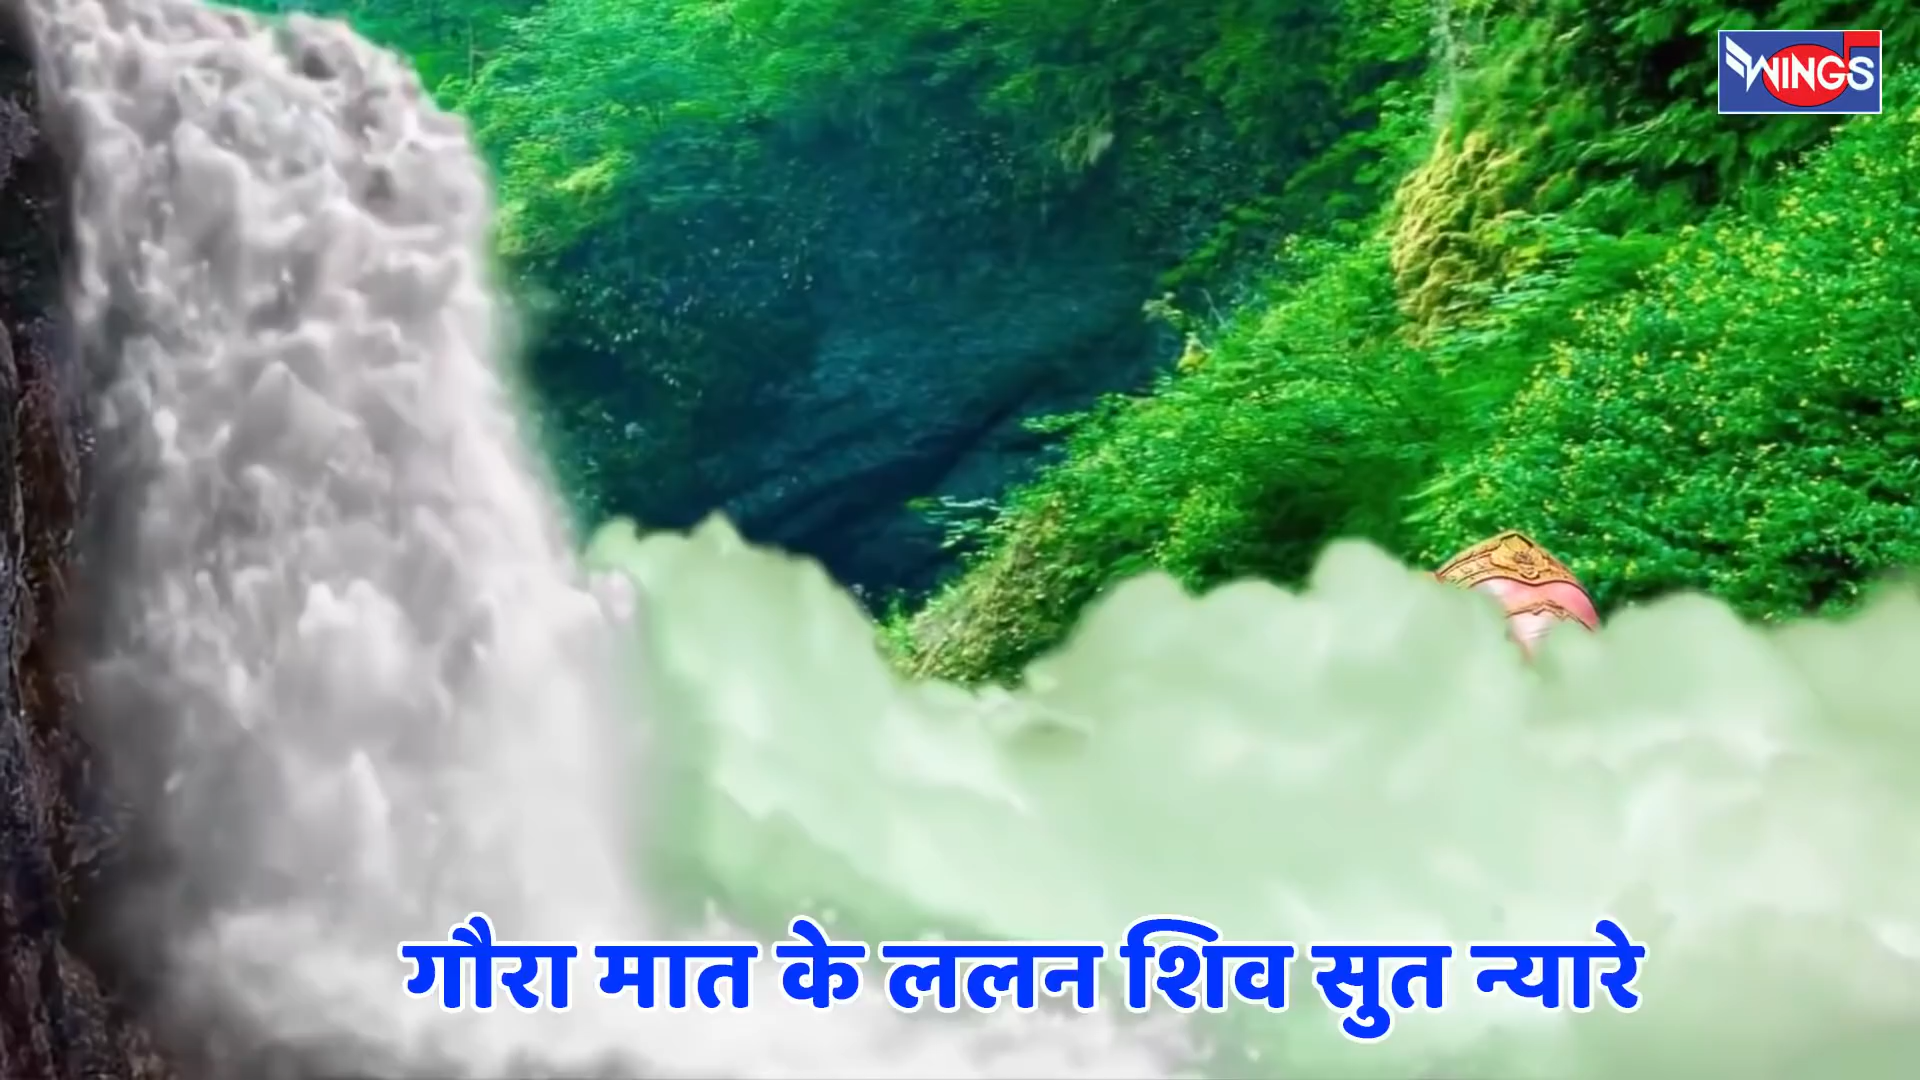 WINGS
गौरा मात के ललन शिव सुत न्यारे